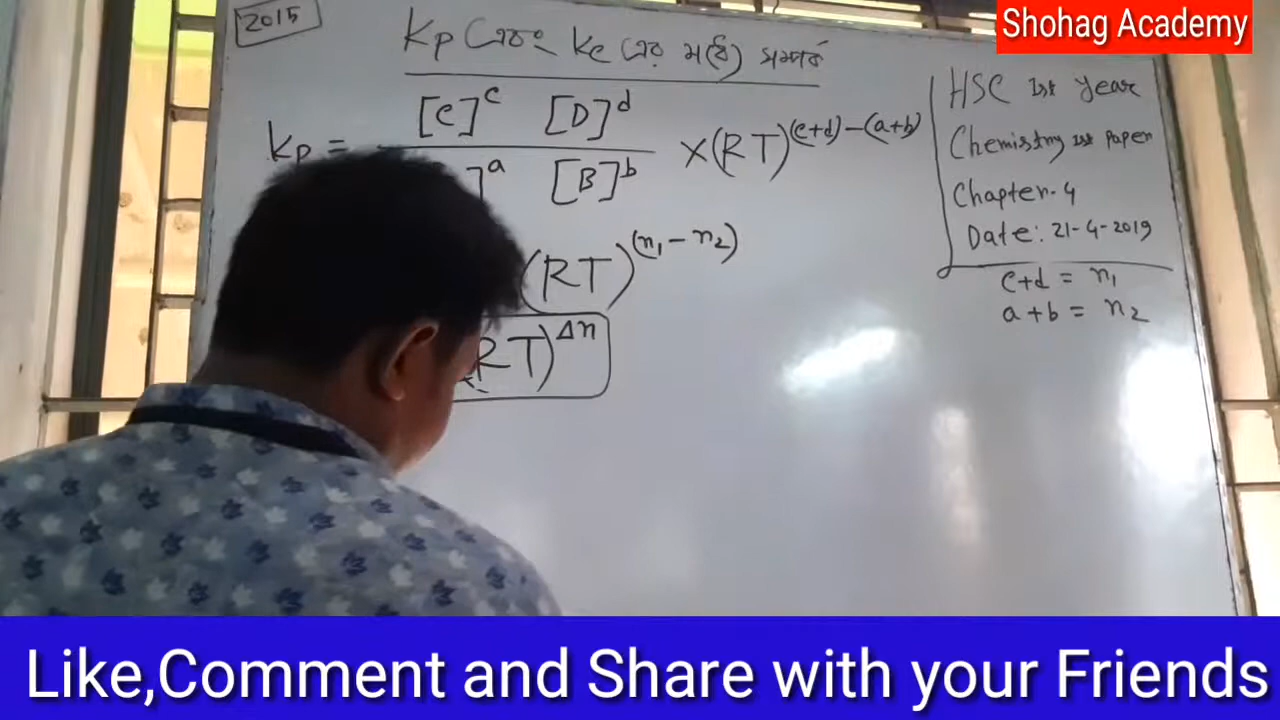 Shohag Academy
2015
Kp এবং Kc এর মধ্যে সম্পর্ক
HSC 1st year
Chemistry 1st Paper
Chapter-4
Date: 21-4-2019
c+d = n₁
a+b = n₂
[C]^c [D]^d
Kp = ×(RT)^(c+d)-(a+b)
]^a [B]^b
(RT)^(n₁-n₂)
RT)^Δn
Like,Comment and Share with your Friends